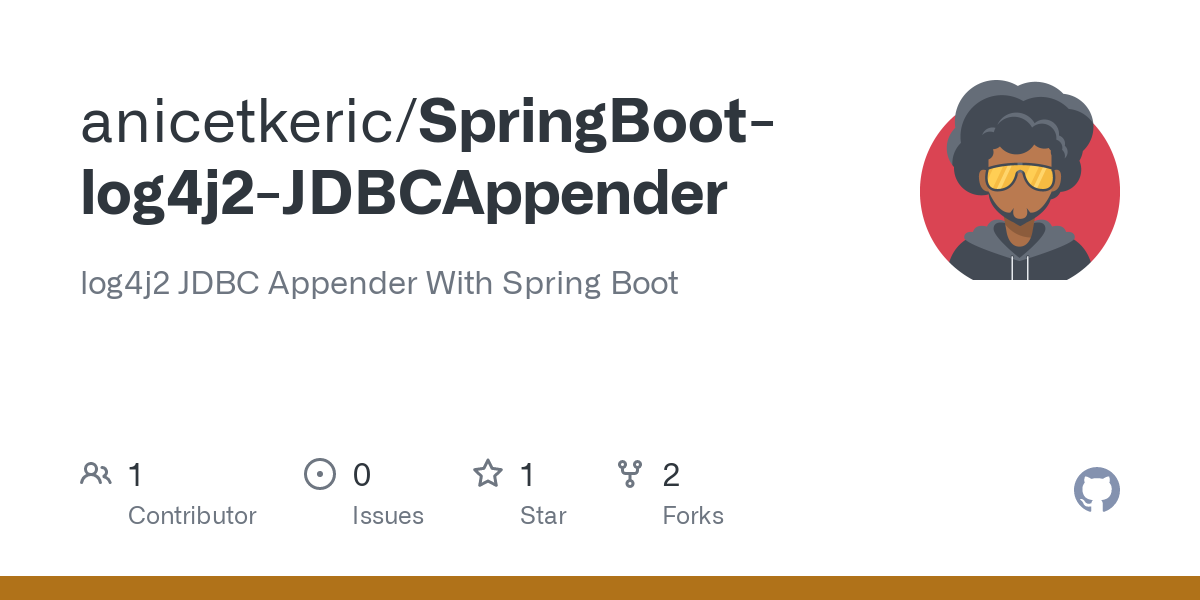 anicetkeric/SpringBoot-
log4j2-JDBCAppender
log4j2 JDBC Appender With Spring Boot
1 0 1 2
Contributor Issues Star Forks